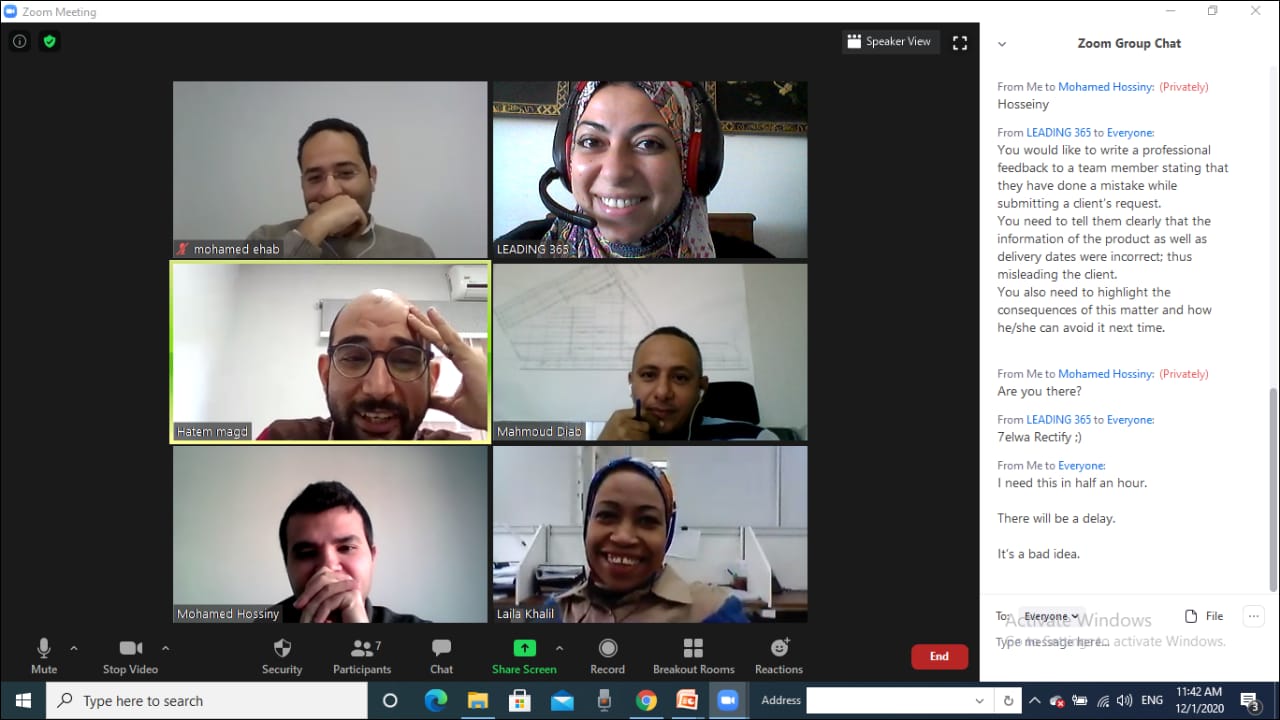 Zoom Meeting
Speaker View
Zoom Group Chat
From Me to Mohamed Hossiny: (Privately)
Hosseiny
From LEADING 365 to Everyone:
You would like to write a professional
feedback to a team member stating that
they have done a mistake while
submitting a client's request.
You need to tell them clearly that the
information of the product as well as
delivery dates were incorrect; thus
misleading the client.
You also need to highlight the
consequences of this matter and how
he/she can avoid it next time.
From Me to Mohamed Hossiny: (Privately)
Are you there?
From LEADING 365 to Everyone:
7elwa Rectify ;)
From Me to Everyone:
I need this in half an hour.
There will be a delay.
It's a bad idea.
To: Everyone
File
Type message here...
Activate Windows
Go to Settings to activate Windows.
mohamed ehab
LEADING 365
Hatem magd
Mahmoud Diab
Mohamed Hossiny
Laila Khalil
Mute
Stop Video
Security
Participants
7
Chat
Share Screen
Record
Breakout Rooms
Reactions
End
Type here to search
Address
ENG
11:42 AM
12/1/2020
3